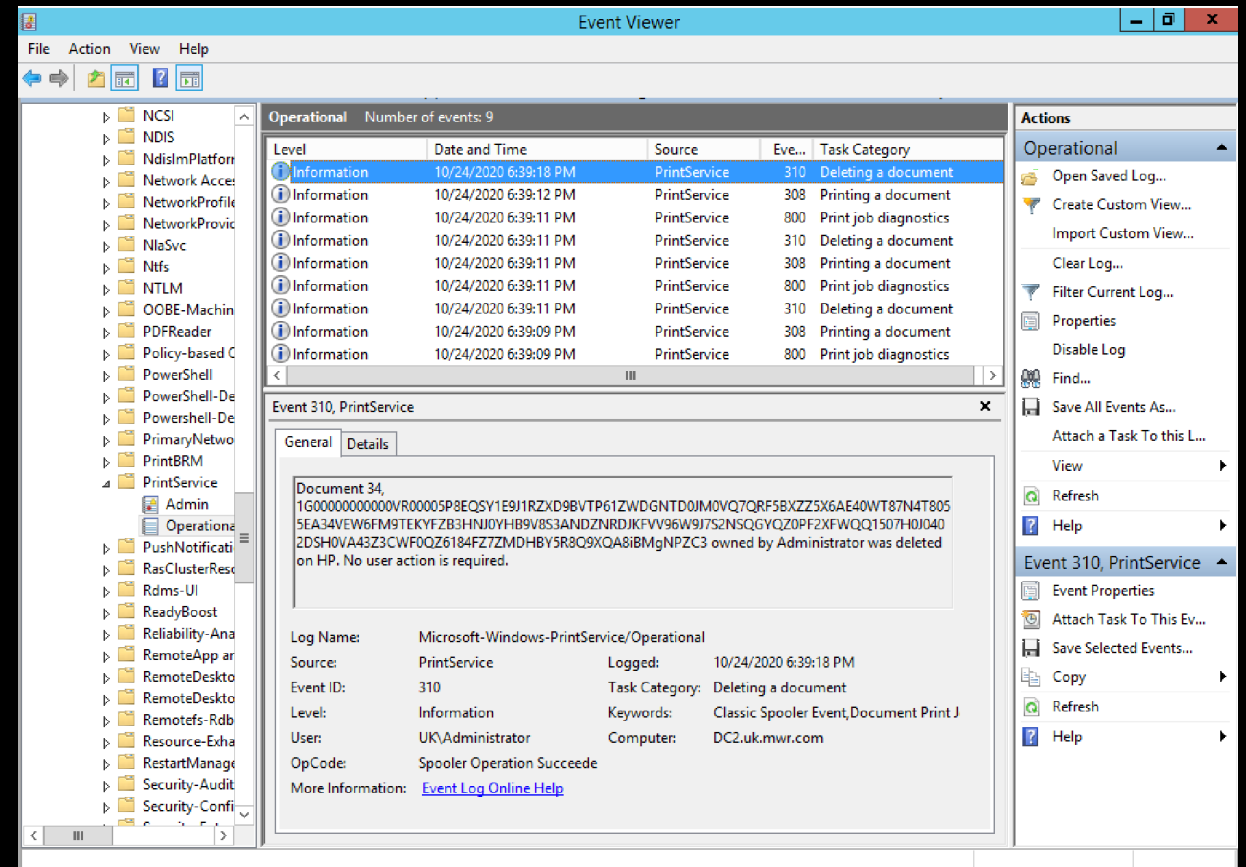 Event Viewer
File Action View Help
NCSI
NDIS
NdisImPlatforr
Network Acces
NetworkProfile
NetworkProvic
NlaSvc
Ntfs
NTLM
OOBE-Machin
PDFReader
Policy-based C
PowerShell
PowerShell-De
Powershell-De
PrimaryNetwo
PrintBRM
PrintService
Admin
Operationa
PushNotificati
RasClusterReso
Rdms-UI
ReadyBoost
Reliability-Ana
RemoteApp ar
RemoteDeskto
RemoteDeskto
Remotefs-Rdb
Resource-Exha
RestartManage
Security-Audit
Security-Confi
Operational Number of events: 9
Level Date and Time Source Eve... Task Category
Information 10/24/2020 6:39:18 PM PrintService 310 Deleting a document
Information 10/24/2020 6:39:12 PM PrintService 308 Printing a document
Information 10/24/2020 6:39:11 PM PrintService 800 Print job diagnostics
Information 10/24/2020 6:39:11 PM PrintService 310 Deleting a document
Information 10/24/2020 6:39:11 PM PrintService 308 Printing a document
Information 10/24/2020 6:39:11 PM PrintService 800 Print job diagnostics
Information 10/24/2020 6:39:11 PM PrintService 310 Deleting a document
Information 10/24/2020 6:39:09 PM PrintService 308 Printing a document
Information 10/24/2020 6:39:09 PM PrintService 800 Print job diagnostics
Event 310, PrintService
General Details
Document 34,
1G00000000000VR00005P8EQSY1E9J1RZXD9BVTP61ZWDGNTD0JM0VQ7QRF5BXZZ5X6AE40WT87N4T805
5EA34VEW6FM9TEKYFZB3HNJ0YHB9V8S3ANDZNRDJKFVV96W9J7S2NSQGYQZ0PF2XFWQQ1507H0J040
2DSH0VA43Z3CWF0QZ6184FZ7ZMDHBY5R8Q9XQA8iBMgNPZC3 owned by Administrator was deleted
on HP. No user action is required.
Log Name: Microsoft-Windows-PrintService/Operational
Source: PrintService Logged: 10/24/2020 6:39:18 PM
Event ID: 310 Task Category: Deleting a document
Level: Information Keywords: Classic Spooler Event,Document Print J
User: UK\Administrator Computer: DC2.uk.mwr.com
OpCode: Spooler Operation Succeede
More Information: Event Log Online Help
Actions
Operational
Open Saved Log...
Create Custom View...
Import Custom View...
Clear Log...
Filter Current Log...
Properties
Disable Log
Find...
Save All Events As...
Attach a Task To this L...
View
Refresh
Help
Event 310, PrintService
Event Properties
Attach Task To This Ev...
Save Selected Events...
Copy
Refresh
Help